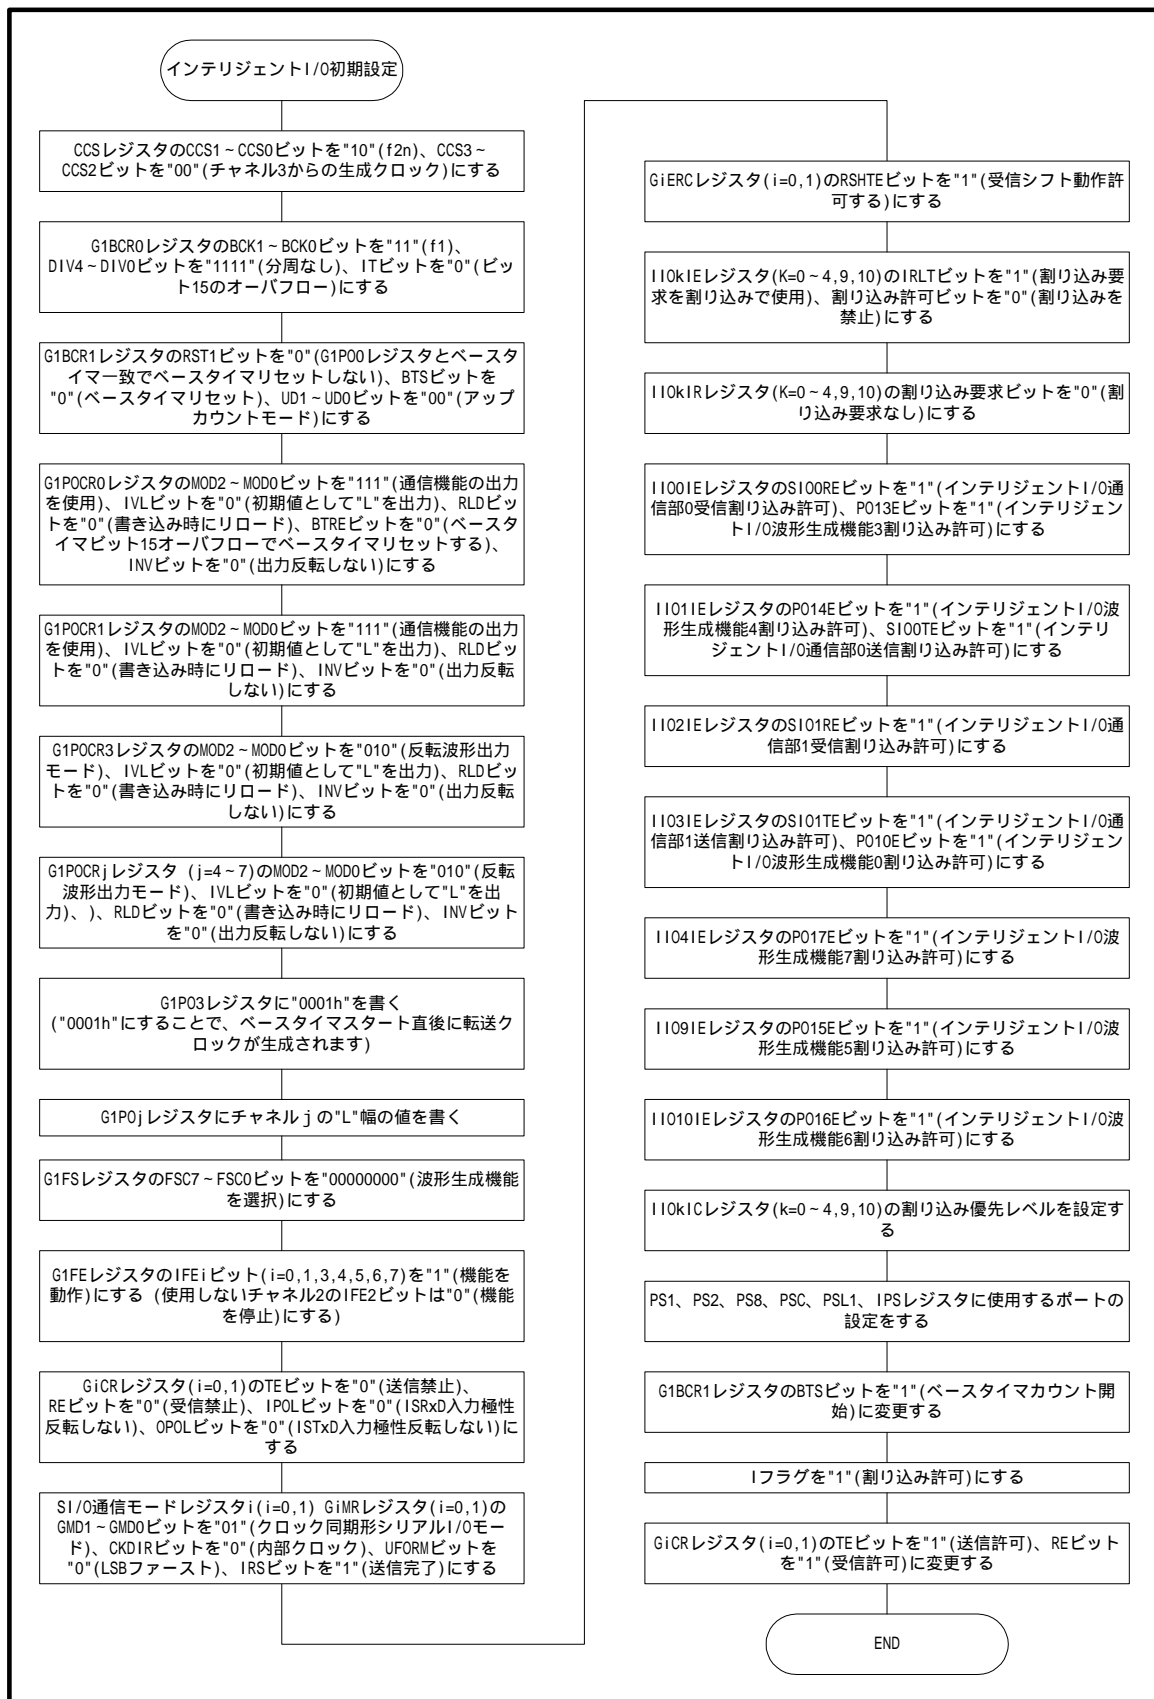 インテリジェントI/O初期設定
CCSレジスタのCCS1~CCS0ビットを"10"(f2n)、CCS3~
CCS2ビットを"00"(チャネル3からの生成クロック)にする
G1BCR0レジスタのBCK1~BCK0ビットを"11"(f1)、
DIV4~DIV0ビットを"1111"(分周なし)、ITビットを"0"(ビッ
ト15のオーバフロー)にする
G1BCR1レジスタのRST1ビットを"0"(G1PO0レジスタとベースタ
イマ一致でベースタイマリセットしない)、BTSビットを
"0"(ベースタイマリセット)、UD1~UD0ビットを"00"(アップ
カウントモード)にする
G1POCR0レジスタのMOD2~MOD0ビットを"111"(通信機能の出力
を使用)、IVLビットを"0"(初期値として"L"を出力)、RLDビッ
トを"0"(書き込み時にリロード)、BTREビットを"0"(ベースタ
イマビット15オーバフローでベースタイマリセットする)、
INVビットを"0"(出力反転しない)にする
G1POCR1レジスタのMOD2~MOD0ビットを"111"(通信機能の出力
を使用)、IVLビットを"0"(初期値として"L"を出力)、RLDビッ
トを"0"(書き込み時にリロード)、INVビットを"0"(出力反転
しない)にする
G1POCR3レジスタのMOD2~MOD0ビットを"010"(反転波形出力
モード)、IVLビットを"0"(初期値として"L"を出力)、RLDビッ
トを"0"(書き込み時にリロード)、INVビットを"0"(出力反転
しない)にする
G1POCRjレジスタ (j=4~7)のMOD2~MOD0ビットを"010"(反転
波形出力モード)、IVLビットを"0"(初期値として"L"を出
力)、)、RLDビットを"0"(書き込み時にリロード)、INVビット
を"0"(出力反転しない)にする
G1PO3レジスタに"0001h"を書く
("0001h"にすることで、ベースタイマスタート直後に転送ク
ロックが生成されます)
G1POjレジスタにチャネルjの"L"幅の値を書く
G1FSレジスタのFSC7~FSC0ビットを"00000000"(波形生成機能
を選択)にする
G1FEレジスタのIFEiビット(i=0,1,3,4,5,6,7)を"1"(機能を
動作)にする (使用しないチャネル2のIFE2ビットは"0"(機能
を停止)にする)
GiCRレジスタ(i=0,1)のTEビットを"0"(送信禁止)、
REビットを"0"(受信禁止)、IPOLビットを"0"(ISRxD入力極性
反転しない)、OPOLビットを"0"(ISTxD入力極性反転しない)に
する
SI/O通信モードレジスタi(i=0,1) GiMRレジスタ(i=0,1)の
GMD1~GMD0ビットを"01"(クロック同期形シリアルI/Oモー
ド)、CKDIRビットを"0"(内部クロック)、UFORMビットを
"0"(LSBファースト)、IRSビットを"1"(送信完了)にする
GiERCレジスタ(i=0,1)のRSHTEビットを"1"(受信シフト動作許
可する)にする
IIOkIEレジスタ(K=0~4,9,10)のIRLTビットを"1"(割り込み要
求を割り込みで使用)、割り込み許可ビットを"0"(割り込みを
禁止)にする
IIOkIRレジスタ(K=0~4,9,10)の割り込み要求ビットを"0"(割
り込み要求なし)にする
IIO0IEレジスタのSIO0REビットを"1"(インテリジェントI/O通
信部0受信割り込み許可)、PO13Eビットを"1"(インテリジェン
トI/O波形生成機能3割り込み許可)にする
IIO1IEレジスタのPO14Eビットを"1"(インテリジェントI/O波
形生成機能4割り込み許可)、SIO0TEビットを"1"(インテリ
ジェントI/O通信部0送信割り込み許可)にする
IIO2IEレジスタのSIO1REビットを"1"(インテリジェントI/O通
信部1受信割り込み許可)にする
IIO3IEレジスタのSIO1TEビットを"1"(インテリジェントI/O通
信部1送信割り込み許可)、PO10Eビットを"1"(インテリジェン
トI/O波形生成機能0割り込み許可)にする
IIO4IEレジスタのPO17Eビットを"1"(インテリジェントI/O波
形生成機能7割り込み許可)にする
IIO9IEレジスタのPO15Eビットを"1"(インテリジェントI/O波
形生成機能5割り込み許可)にする
IIO10IEレジスタのPO16Eビットを"1"(インテリジェントI/O波
形生成機能6割り込み許可)にする
IIOkICレジスタ(k=0~4,9,10)の割り込み優先レベルを設定す
る
PS1、PS2、PS8、PSC、PSL1、IPSレジスタに使用するポートの
設定をする
G1BCR1レジスタのBTSビットを"1"(ベースタイマカウント開
始)に変更する
Iフラグを"1"(割り込み許可)にする
GiCRレジスタ(i=0,1)のTEビットを"1"(送信許可)、REビット
を"1"(受信許可)に変更する
END